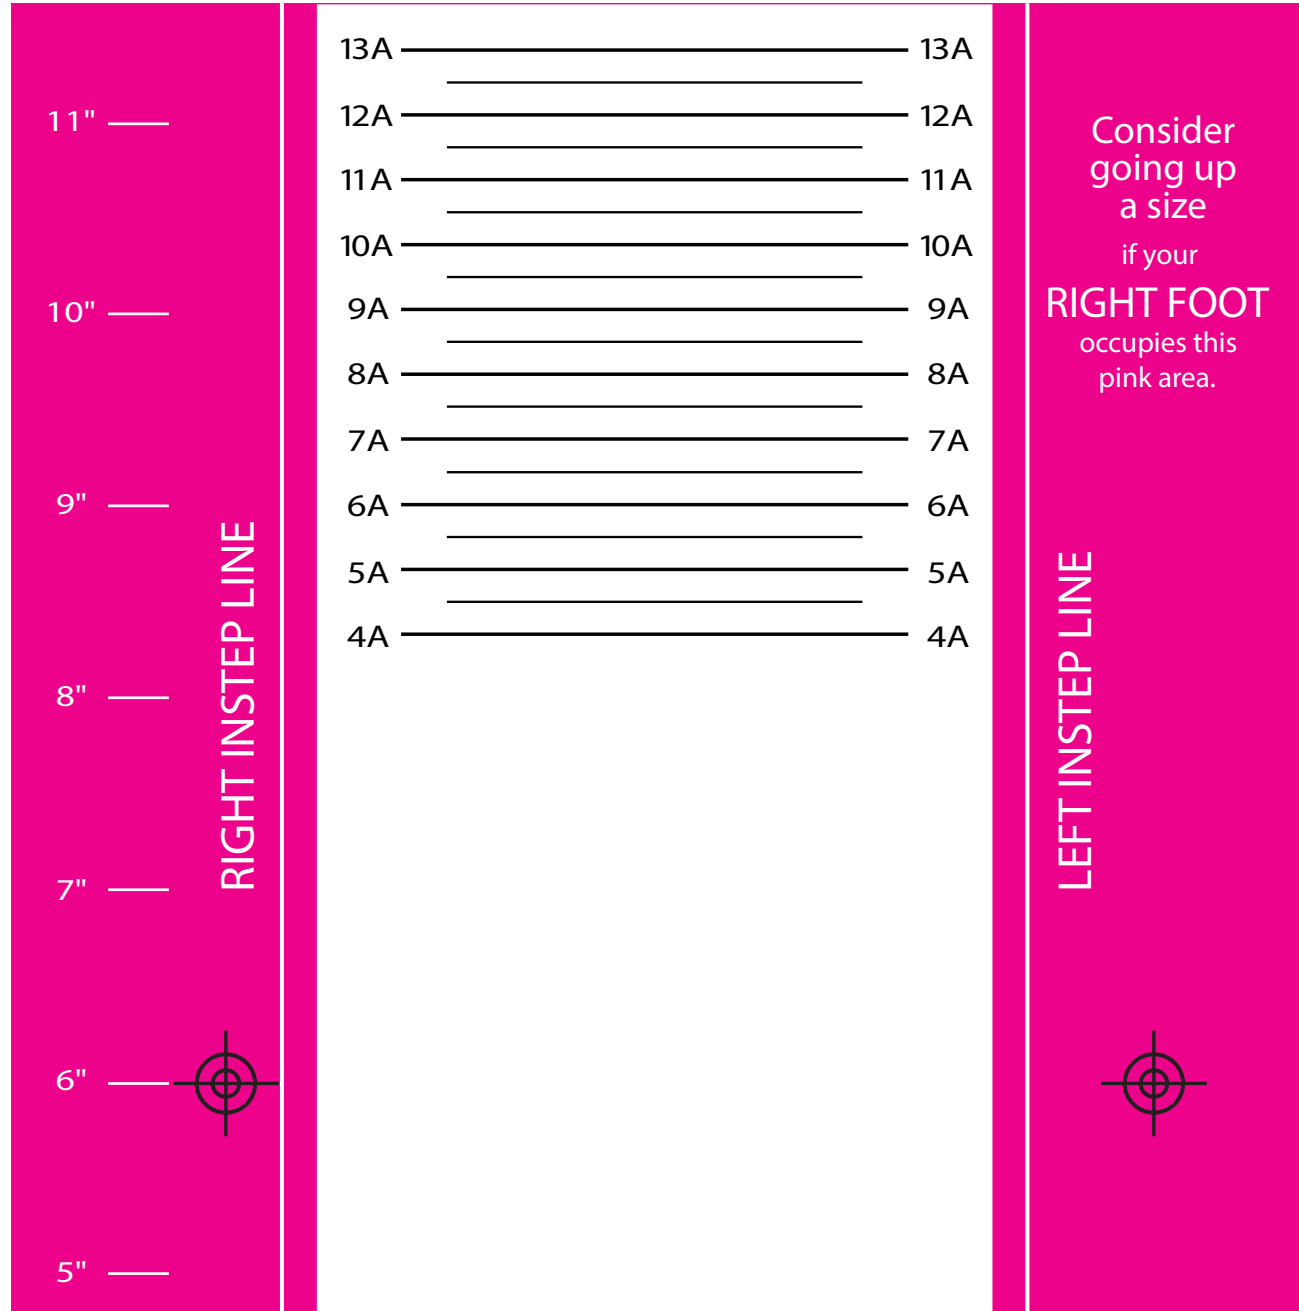 13A 13A
12A 12A
11A 11A
10A 10A
9A 9A
8A 8A
7A 7A
6A 6A
5A 5A
4A 4A
11"
10"
9"
8"
7"
6"
5"
RIGHT INSTEP LINE
Consider
going up
a size
if your
RIGHT FOOT
occupies this
pink area.
LEFT INSTEP LINE